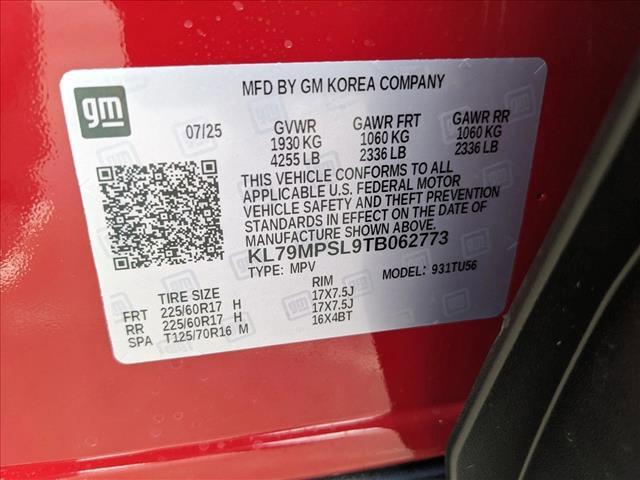 MFD BY GM KOREA COMPANY
gm
07/25 GVWR GAWR FRT GAWR RR
1930 KG 1060 KG 1060 KG
4255 LB 2336 LB 2336 LB
THIS VEHICLE CONFORMS TO ALL
APPLICABLE U.S. FEDERAL MOTOR
VEHICLE SAFETY AND THEFT PREVENTION
STANDARDS IN EFFECT ON THE DATE OF
MANUFACTURE SHOWN ABOVE.
KL79MPSL9TB062773
TYPE: MPV MODEL: 931TU56
TIRE SIZE RIM
FRT 225/60R17 H 17X7.5J
RR 225/60R17 H 17X7.5J
SPA T125/70R16 M 16X4BT